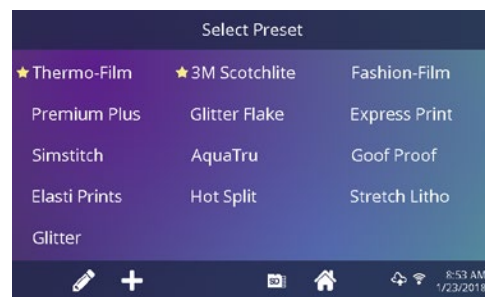 Select Preset
Thermo-Film 3M Scotchlite Fashion-Film
Premium Plus Glitter Flake Express Print
Simstitch AquaTru Goof Proof
Elasti Prints Hot Split Stretch Litho
Glitter
SD 8:53 AM
1/23/2018